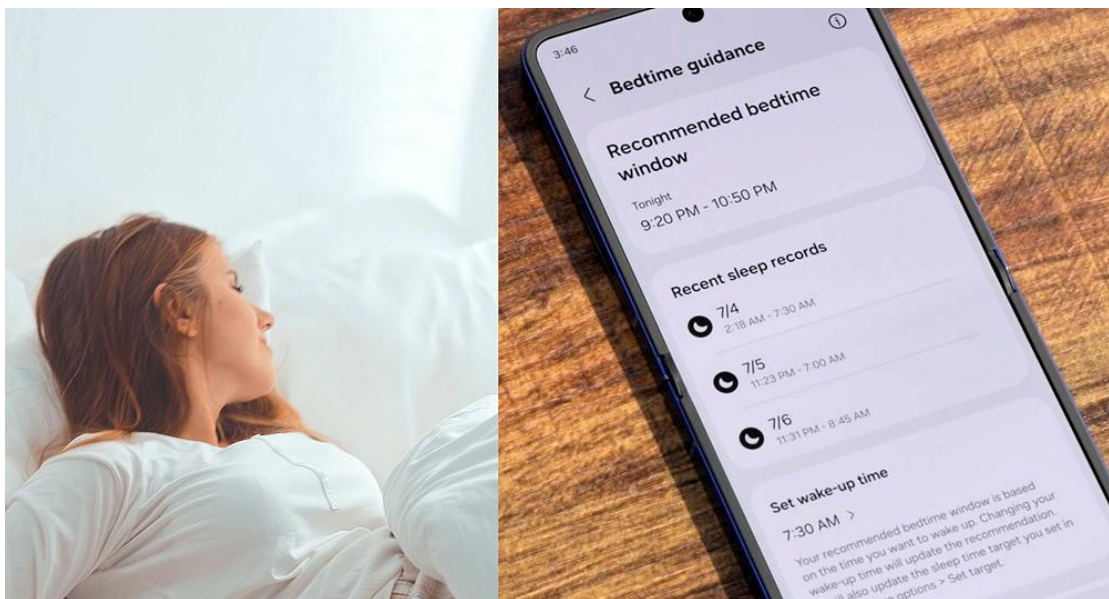 3:46
Bedtime guidance
Recommended bedtime
window
Tonight
9:20 PM - 10:50 PM
Recent sleep records
7/4
2:18 AM - 7:30 AM
7/5
11:23 PM - 7:00 AM
7/6
11:31 PM - 8:45 AM
Set wake-up time
7:30 AM >
Your recommended bedtime window is based
on the time you want to wake up. Changing your
wake-up time will update the recommendation.
will also update the sleep time target you set in
options > Set target.